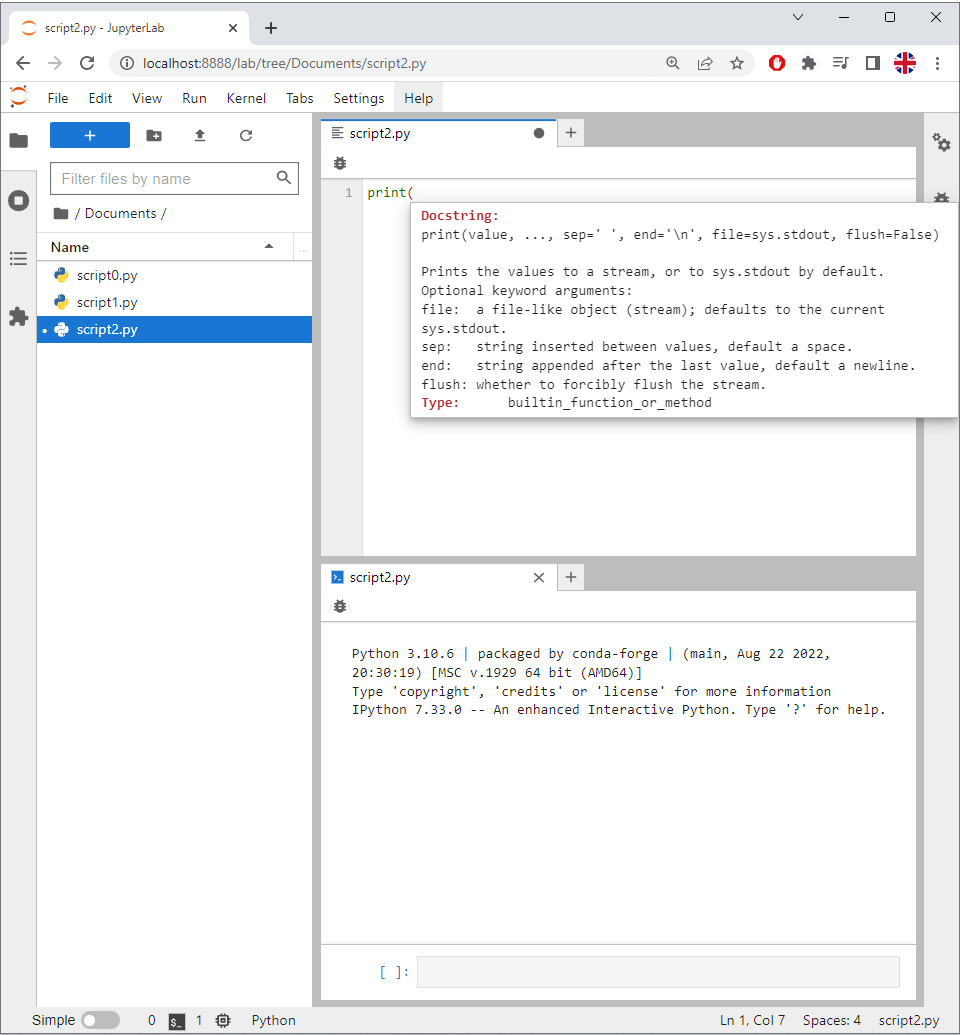 script2.py - JupyterLab
localhost:8888/lab/tree/Documents/script2.py
File Edit View Run Kernel Tabs Settings Help
+
Filter files by name
/ Documents /
Name
...
script0.py
script1.py
script2.py
script2.py
1 print(
Docstring:
print(value, ..., sep=' ', end='\n', file=sys.stdout, flush=False)
Prints the values to a stream, or to sys.stdout by default.
Optional keyword arguments:
file:  a file-like object (stream); defaults to the current
sys.stdout.
sep:   string inserted between values, default a space.
end:   string appended after the last value, default a newline.
flush: whether to forcibly flush the stream.
Type:      builtin_function_or_method
script2.py
Python 3.10.6 | packaged by conda-forge | (main, Aug 22 2022,
20:30:19) [MSC v.1929 64 bit (AMD64)]
Type 'copyright', 'credits' or 'license' for more information
IPython 7.33.0 -- An enhanced Interactive Python. Type '?' for help.
[ ]:
Simple 0 $_ 1 Python Ln 1, Col 7 Spaces: 4 script2.py